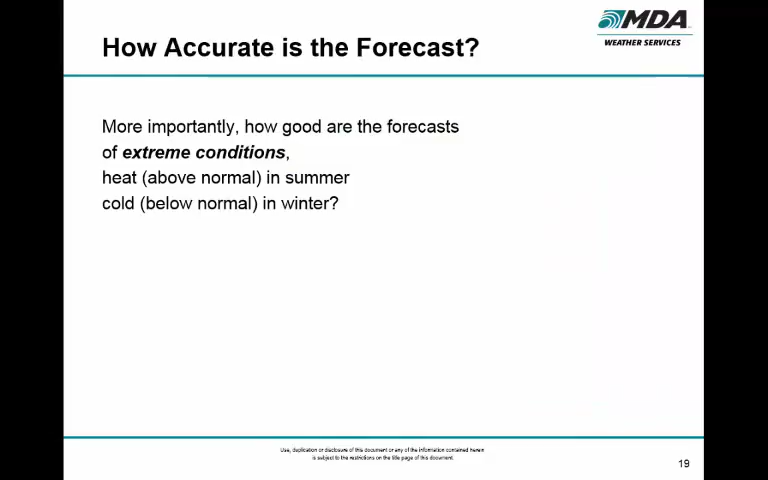 How Accurate is the Forecast?
MDA
WEATHER SERVICES
More importantly, how good are the forecasts
of extreme conditions,
heat (above normal) in summer
cold (below normal) in winter?
Use, duplication or disclosure of this document or any of the information contained herein
is subject to the restrictions on the title page of this document.
19